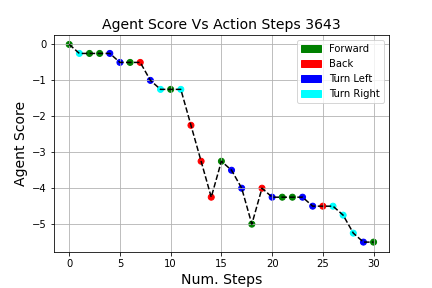 Agent Score Vs Action Steps 3643
Forward
Back
Turn Left
Turn Right
Agent Score
0
−1
−2
−3
−4
−5
0 5 10 15 20 25 30
Num. Steps